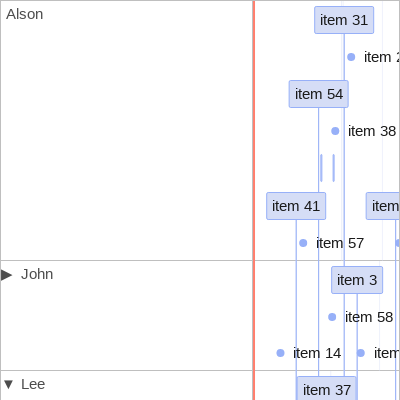 Alson
item 31
item
item 54
item 38
item 41
item
item 57
John
item 3
item 58
item 14
item
Lee
item 37